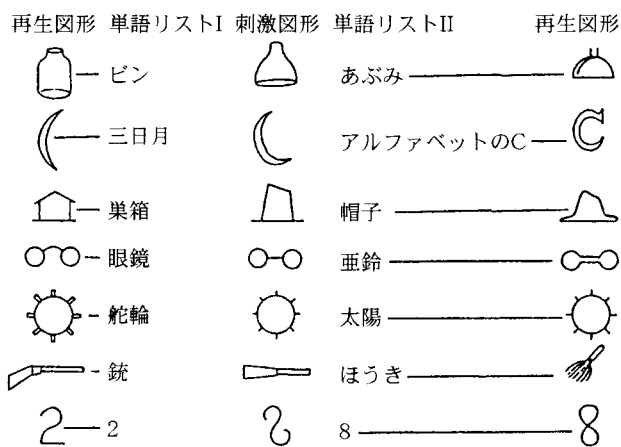 再生図形 単語リストI 刺激図形 単語リストII 再生図形
ビン あぶみ
三日月 アルファベットのC
巣箱 帽子
眼鏡 亜鈴
舵輪 太陽
銃 ほうき
2 8